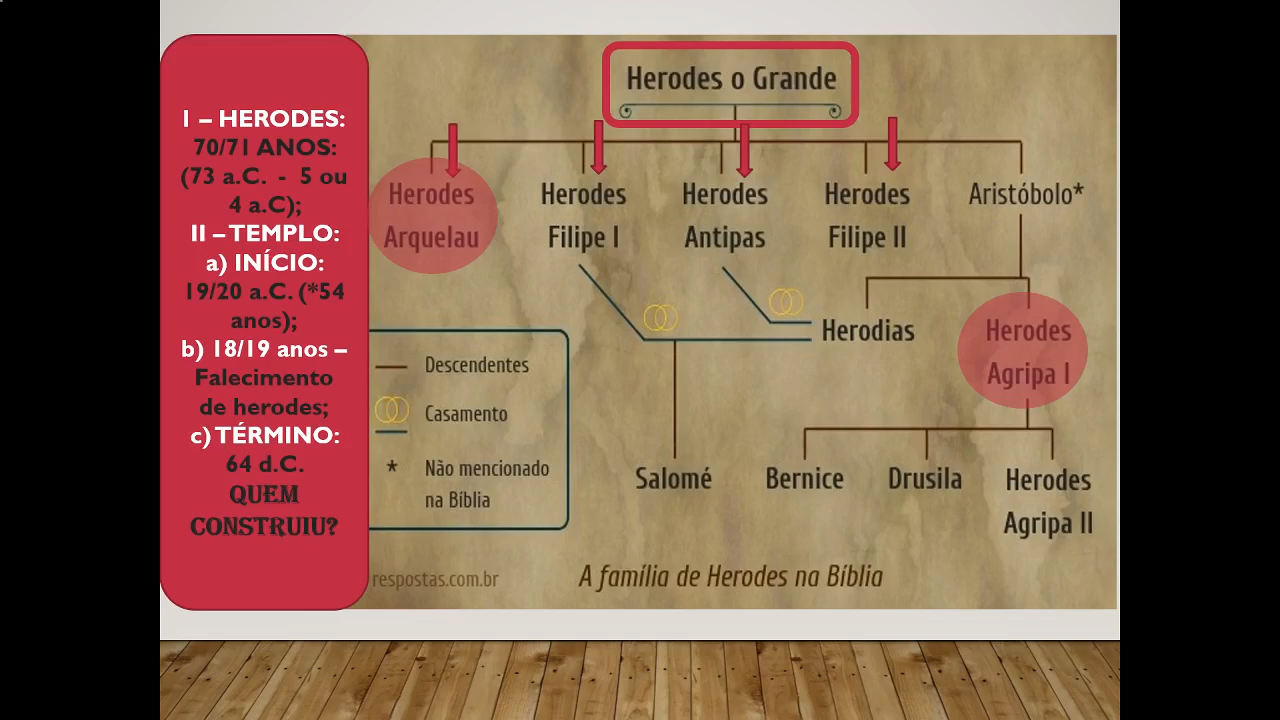 I – HERODES:
70/71 ANOS:
(73 a.C. - 5 ou
4 a.C);
II – TEMPLO:
a) INÍCIO:
19/20 a.C. (*54
anos);
b) 18/19 anos –
Falecimento
de herodes;
c) TÉRMINO:
64 d.C.
QUEM
CONSTRUIU?
Herodes o Grande
Herodes
Arquelau
Herodes
Filipe I
Herodes
Antipas
Herodes
Filipe II
Aristóbolo*
Herodias
Herodes
Agripa I
Salomé
Bernice
Drusila
Herodes
Agripa II
Descendentes
Casamento
* Não mencionado
na Bíblia
respostas.com.br
A família de Herodes na Bíblia